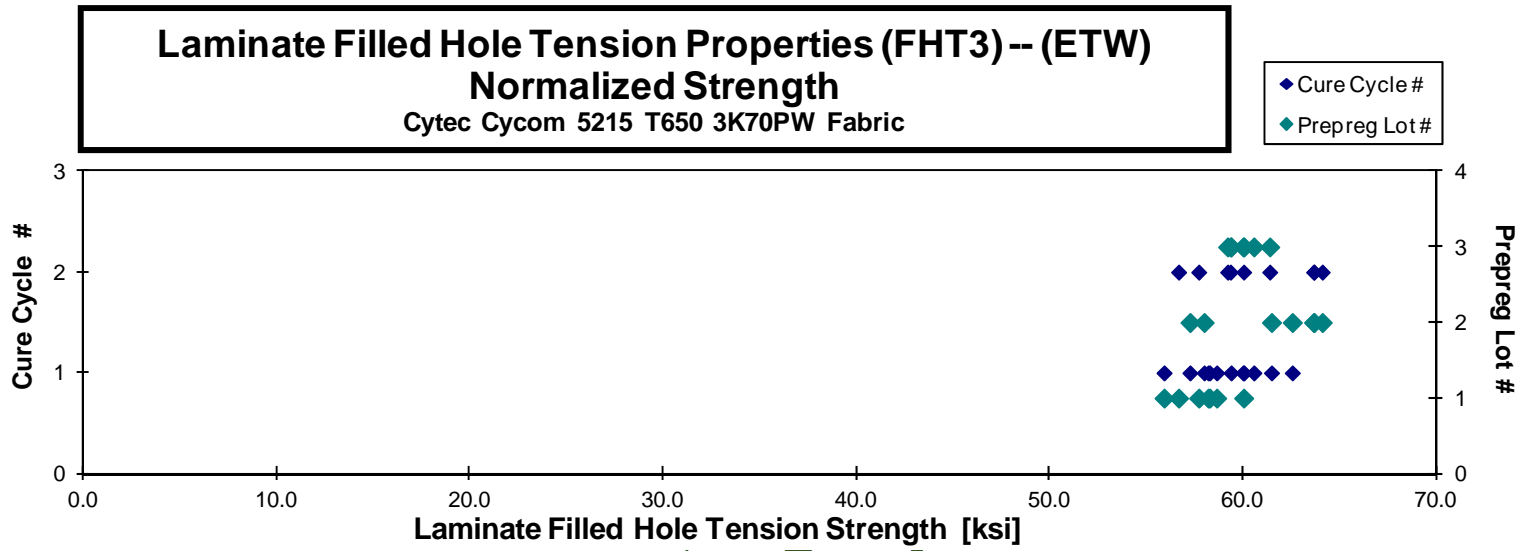 Laminate Filled Hole Tension Properties (FHT3) -- (ETW)
Normalized Strength
Cytec Cycom 5215 T650 3K70PW Fabric
Cure Cycle #
Prepreg Lot #
3
2
1
0
Cure Cycle #
4
3
2
1
0
Prepreg Lot #
0.0 10.0 20.0 30.0 40.0 50.0 60.0 70.0
Laminate Filled Hole Tension Strength [ksi]